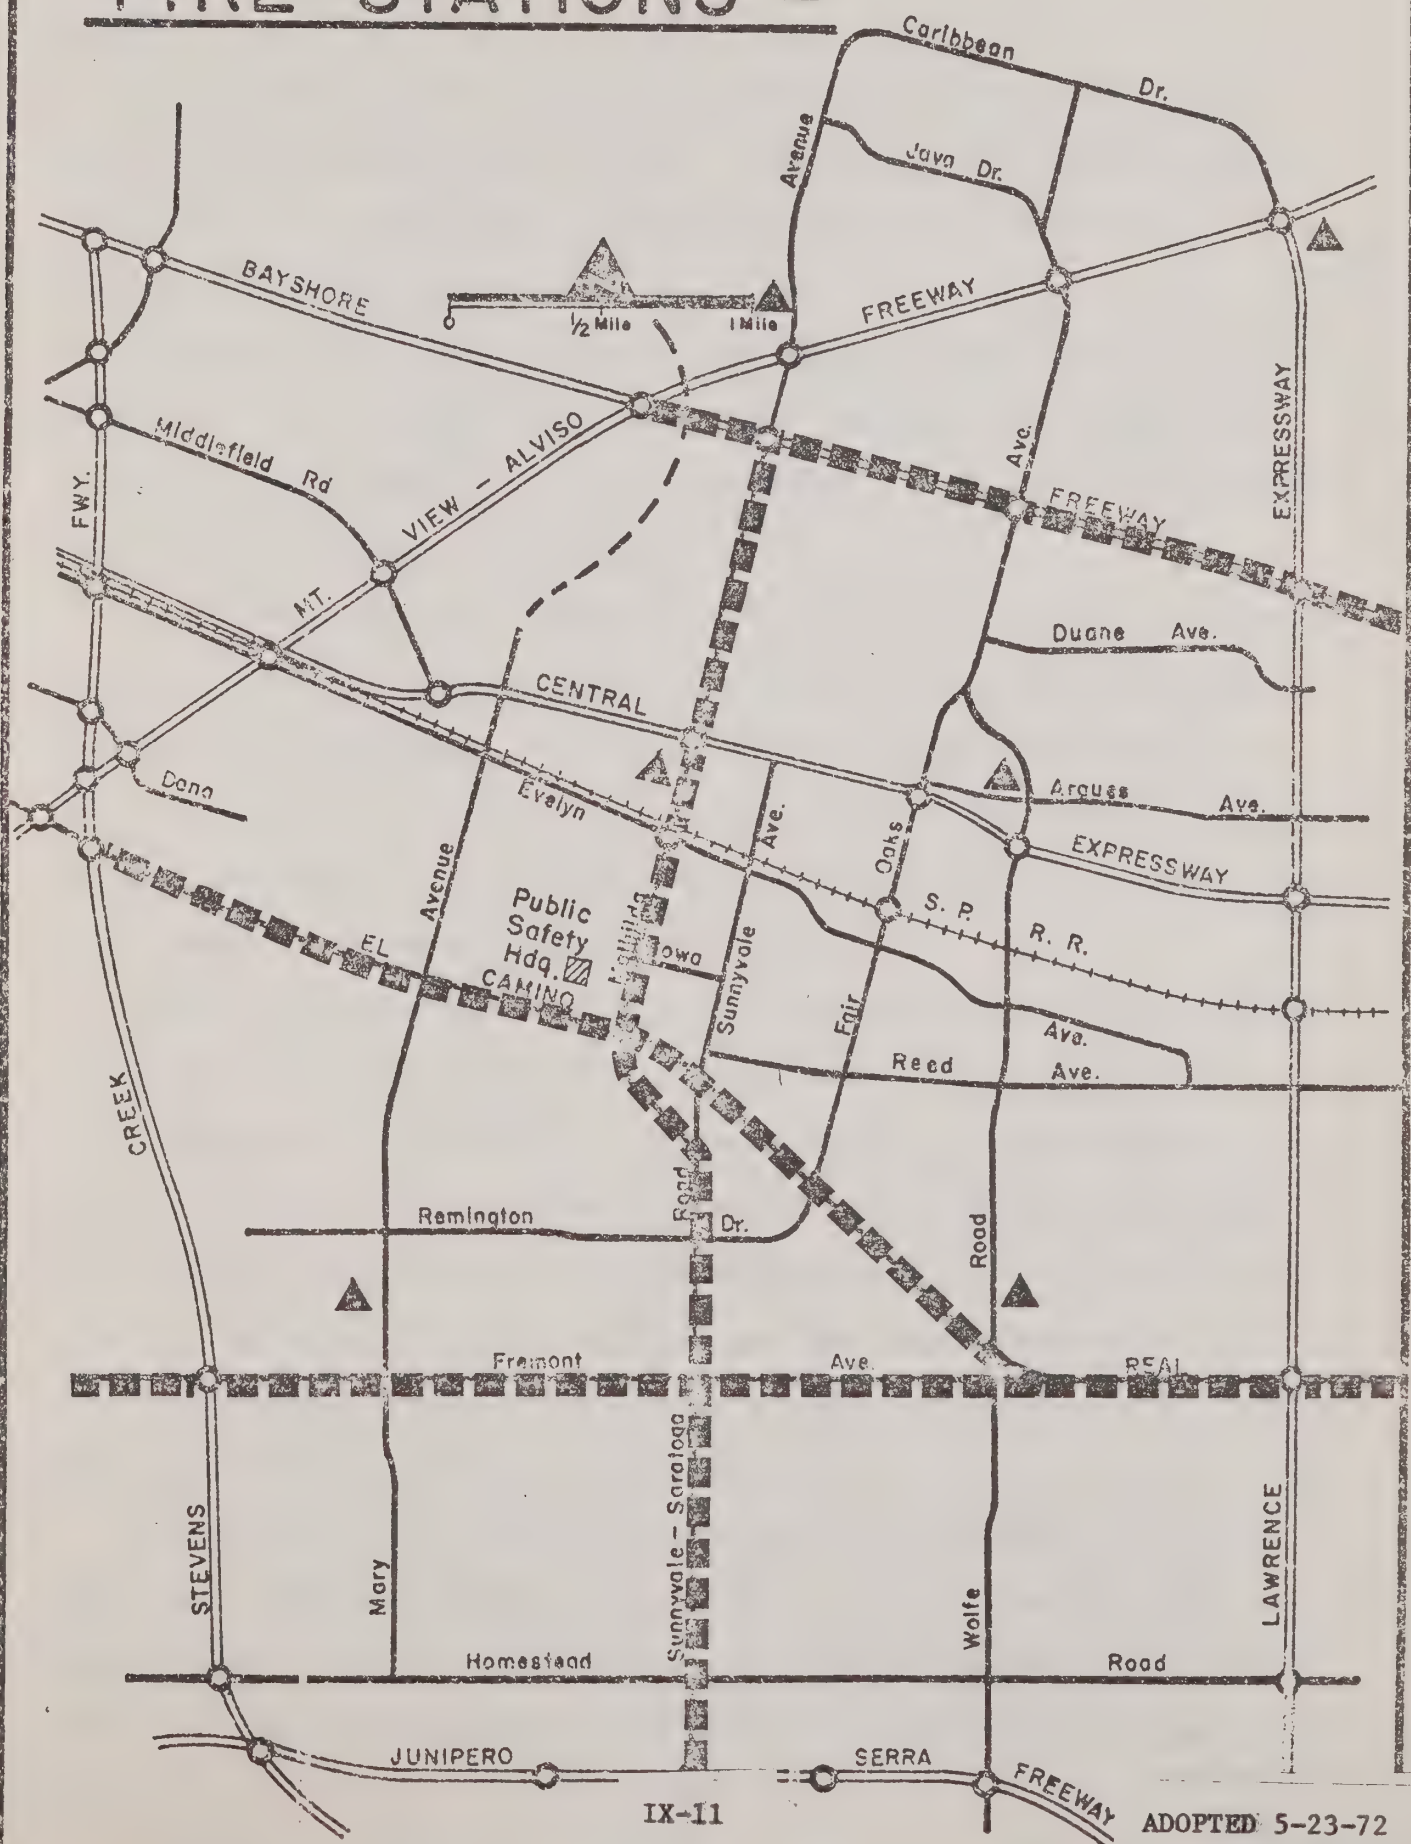 FIRE STATIONS -
Caribbean
Dr.
Avenue
Java Dr.
BAYSHORE
FREEWAY
0
1/2 Mile
1 Mile
EXPRESSWAY
Middlefield Rd
FWY.
VIEW - ALVISO
MT.
Ave.
FREEWAY
Duane Ave.
CENTRAL
Dana
Evelyn
Ave.
Arques Ave.
Oaks
EXPRESSWAY
Avenue
Public
Safety
Hdq.
EL
CAMINO
Mathilda
Iowa
Sunnyvale
S. P. R. R.
Fair
Ave.
Reed Ave.
CREEK
Remington
Road
Dr.
Road
Fremont
Ave.
REAL
STEVENS
Mary
Sunnyvale - Saratoga
Wolfe
LAWRENCE
Homestead
Road
JUNIPERO
SERRA
FREEWAY
IX-11
ADOPTED 5-23-72